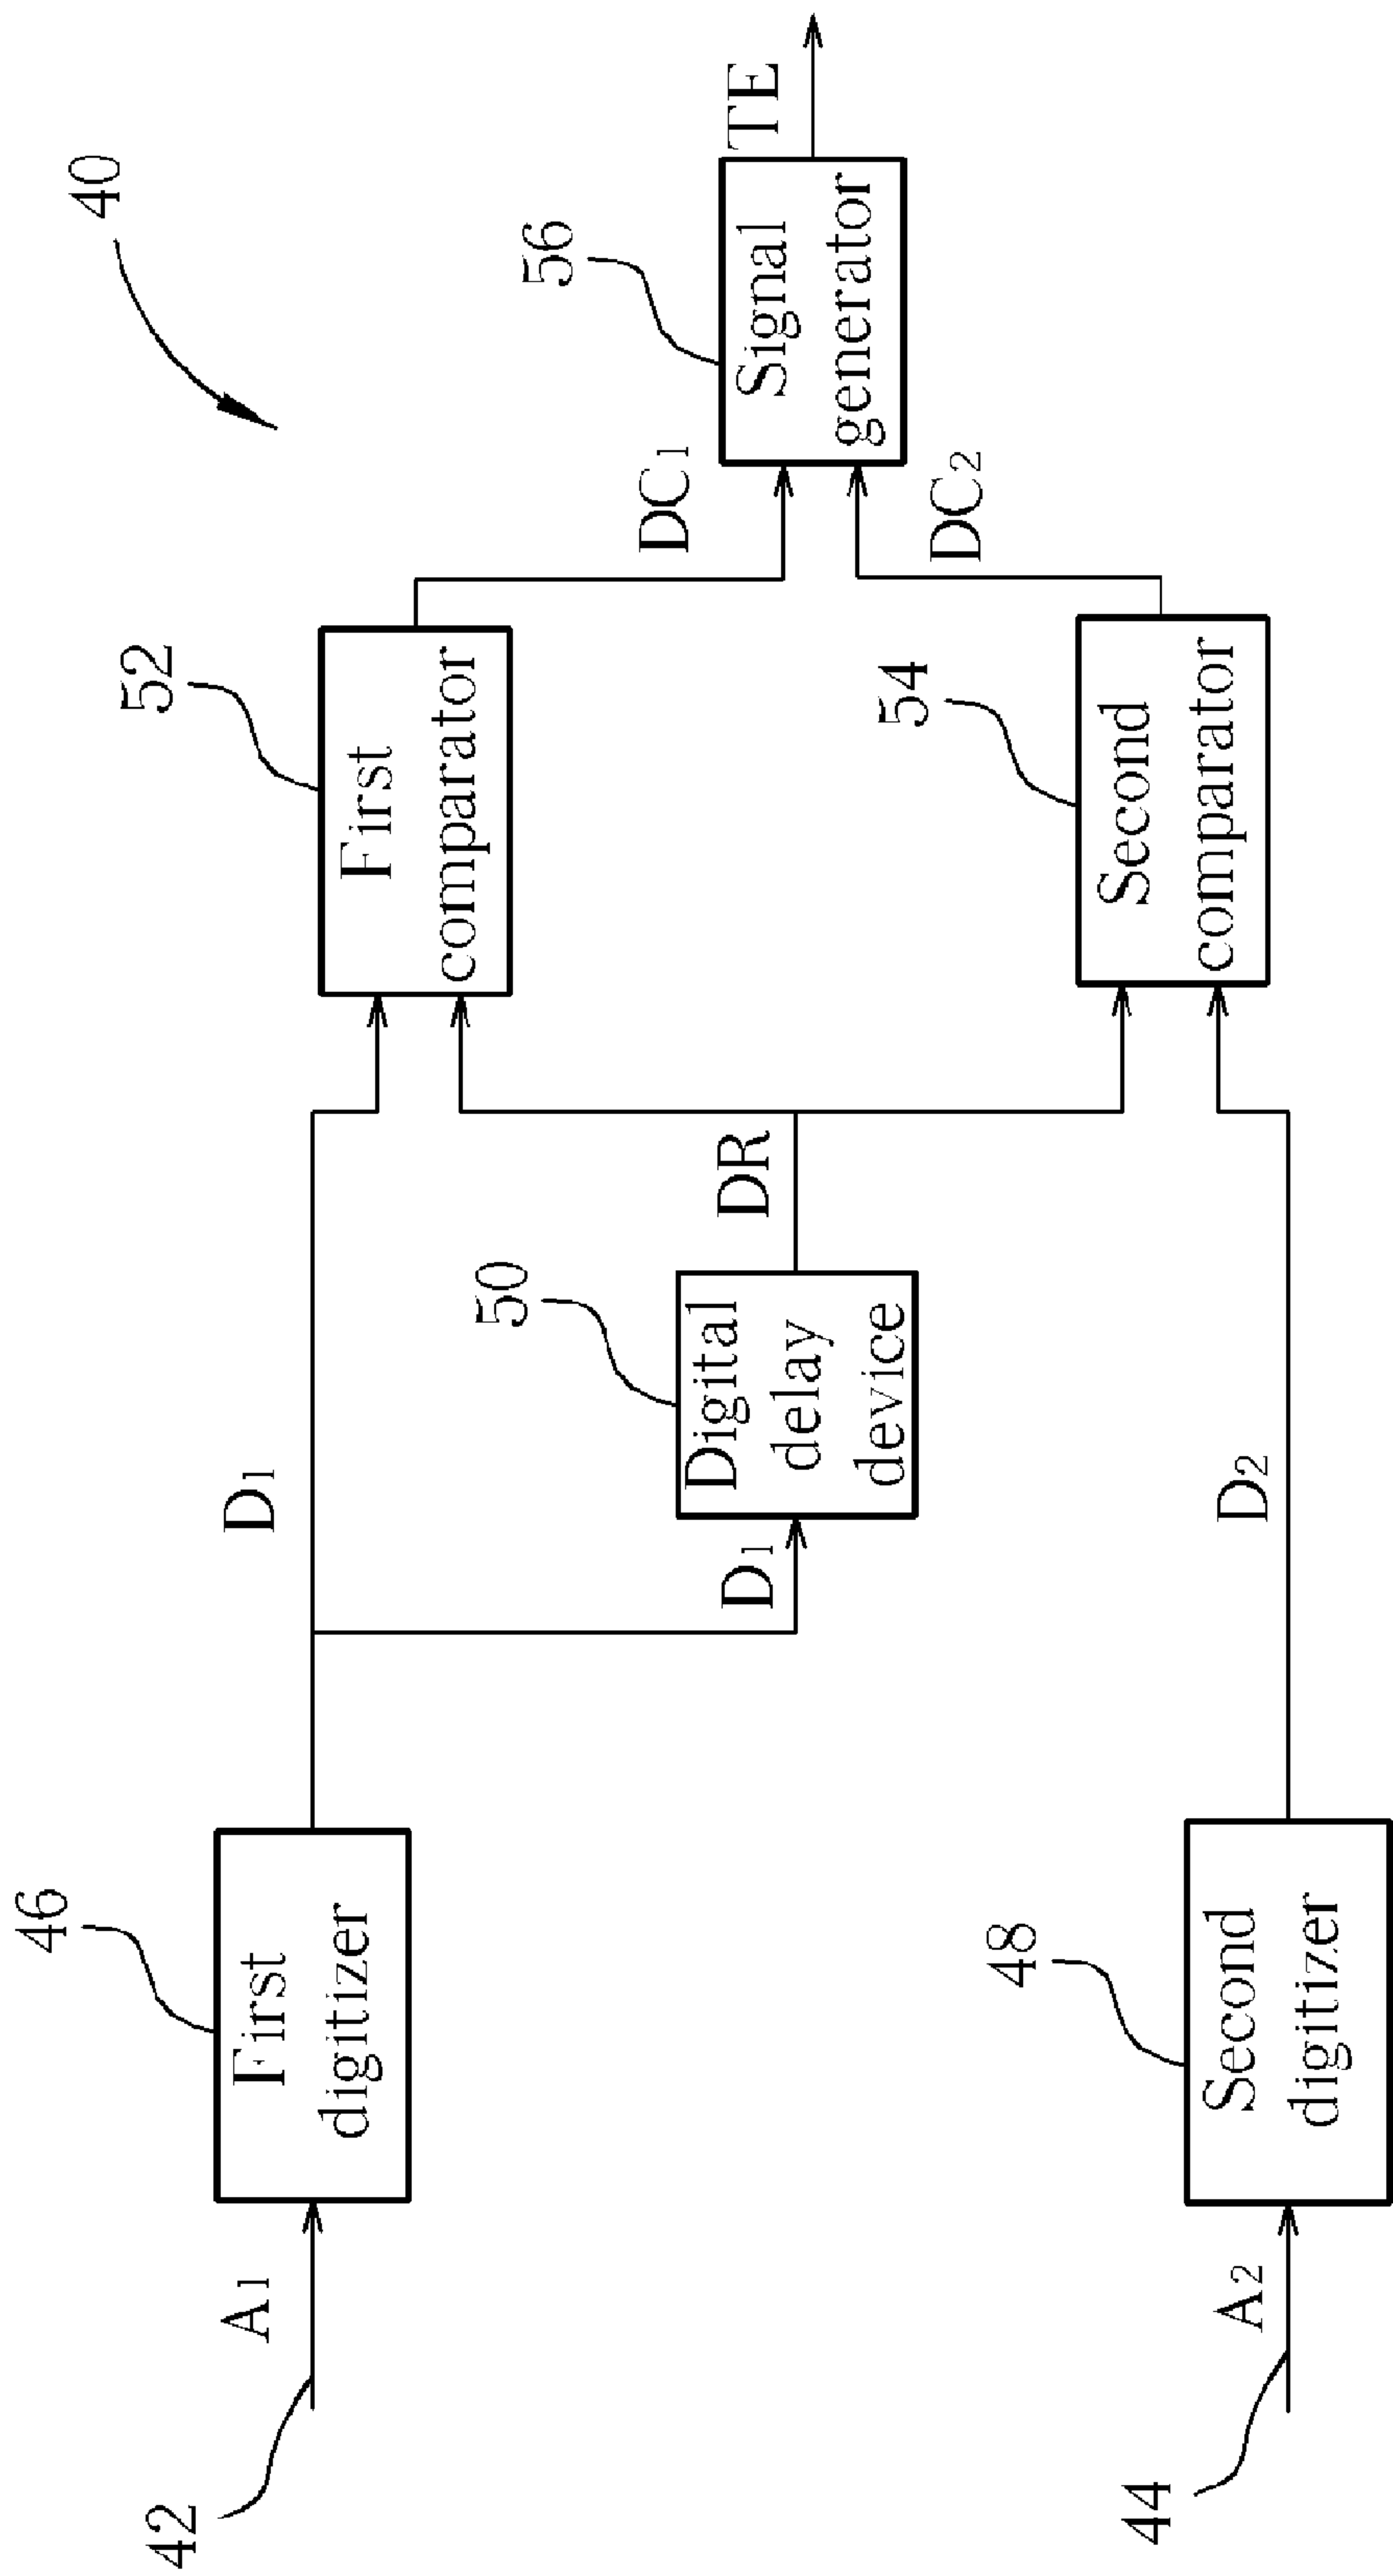 40
42
A1
46
First
digitizer
D1
52
First
comparator
DC1
56
Signal
generator
TE
D1
50
Digital
delay
device
DR
DC2
44
A2
48
Second
digitizer
D2
54
Second
comparator